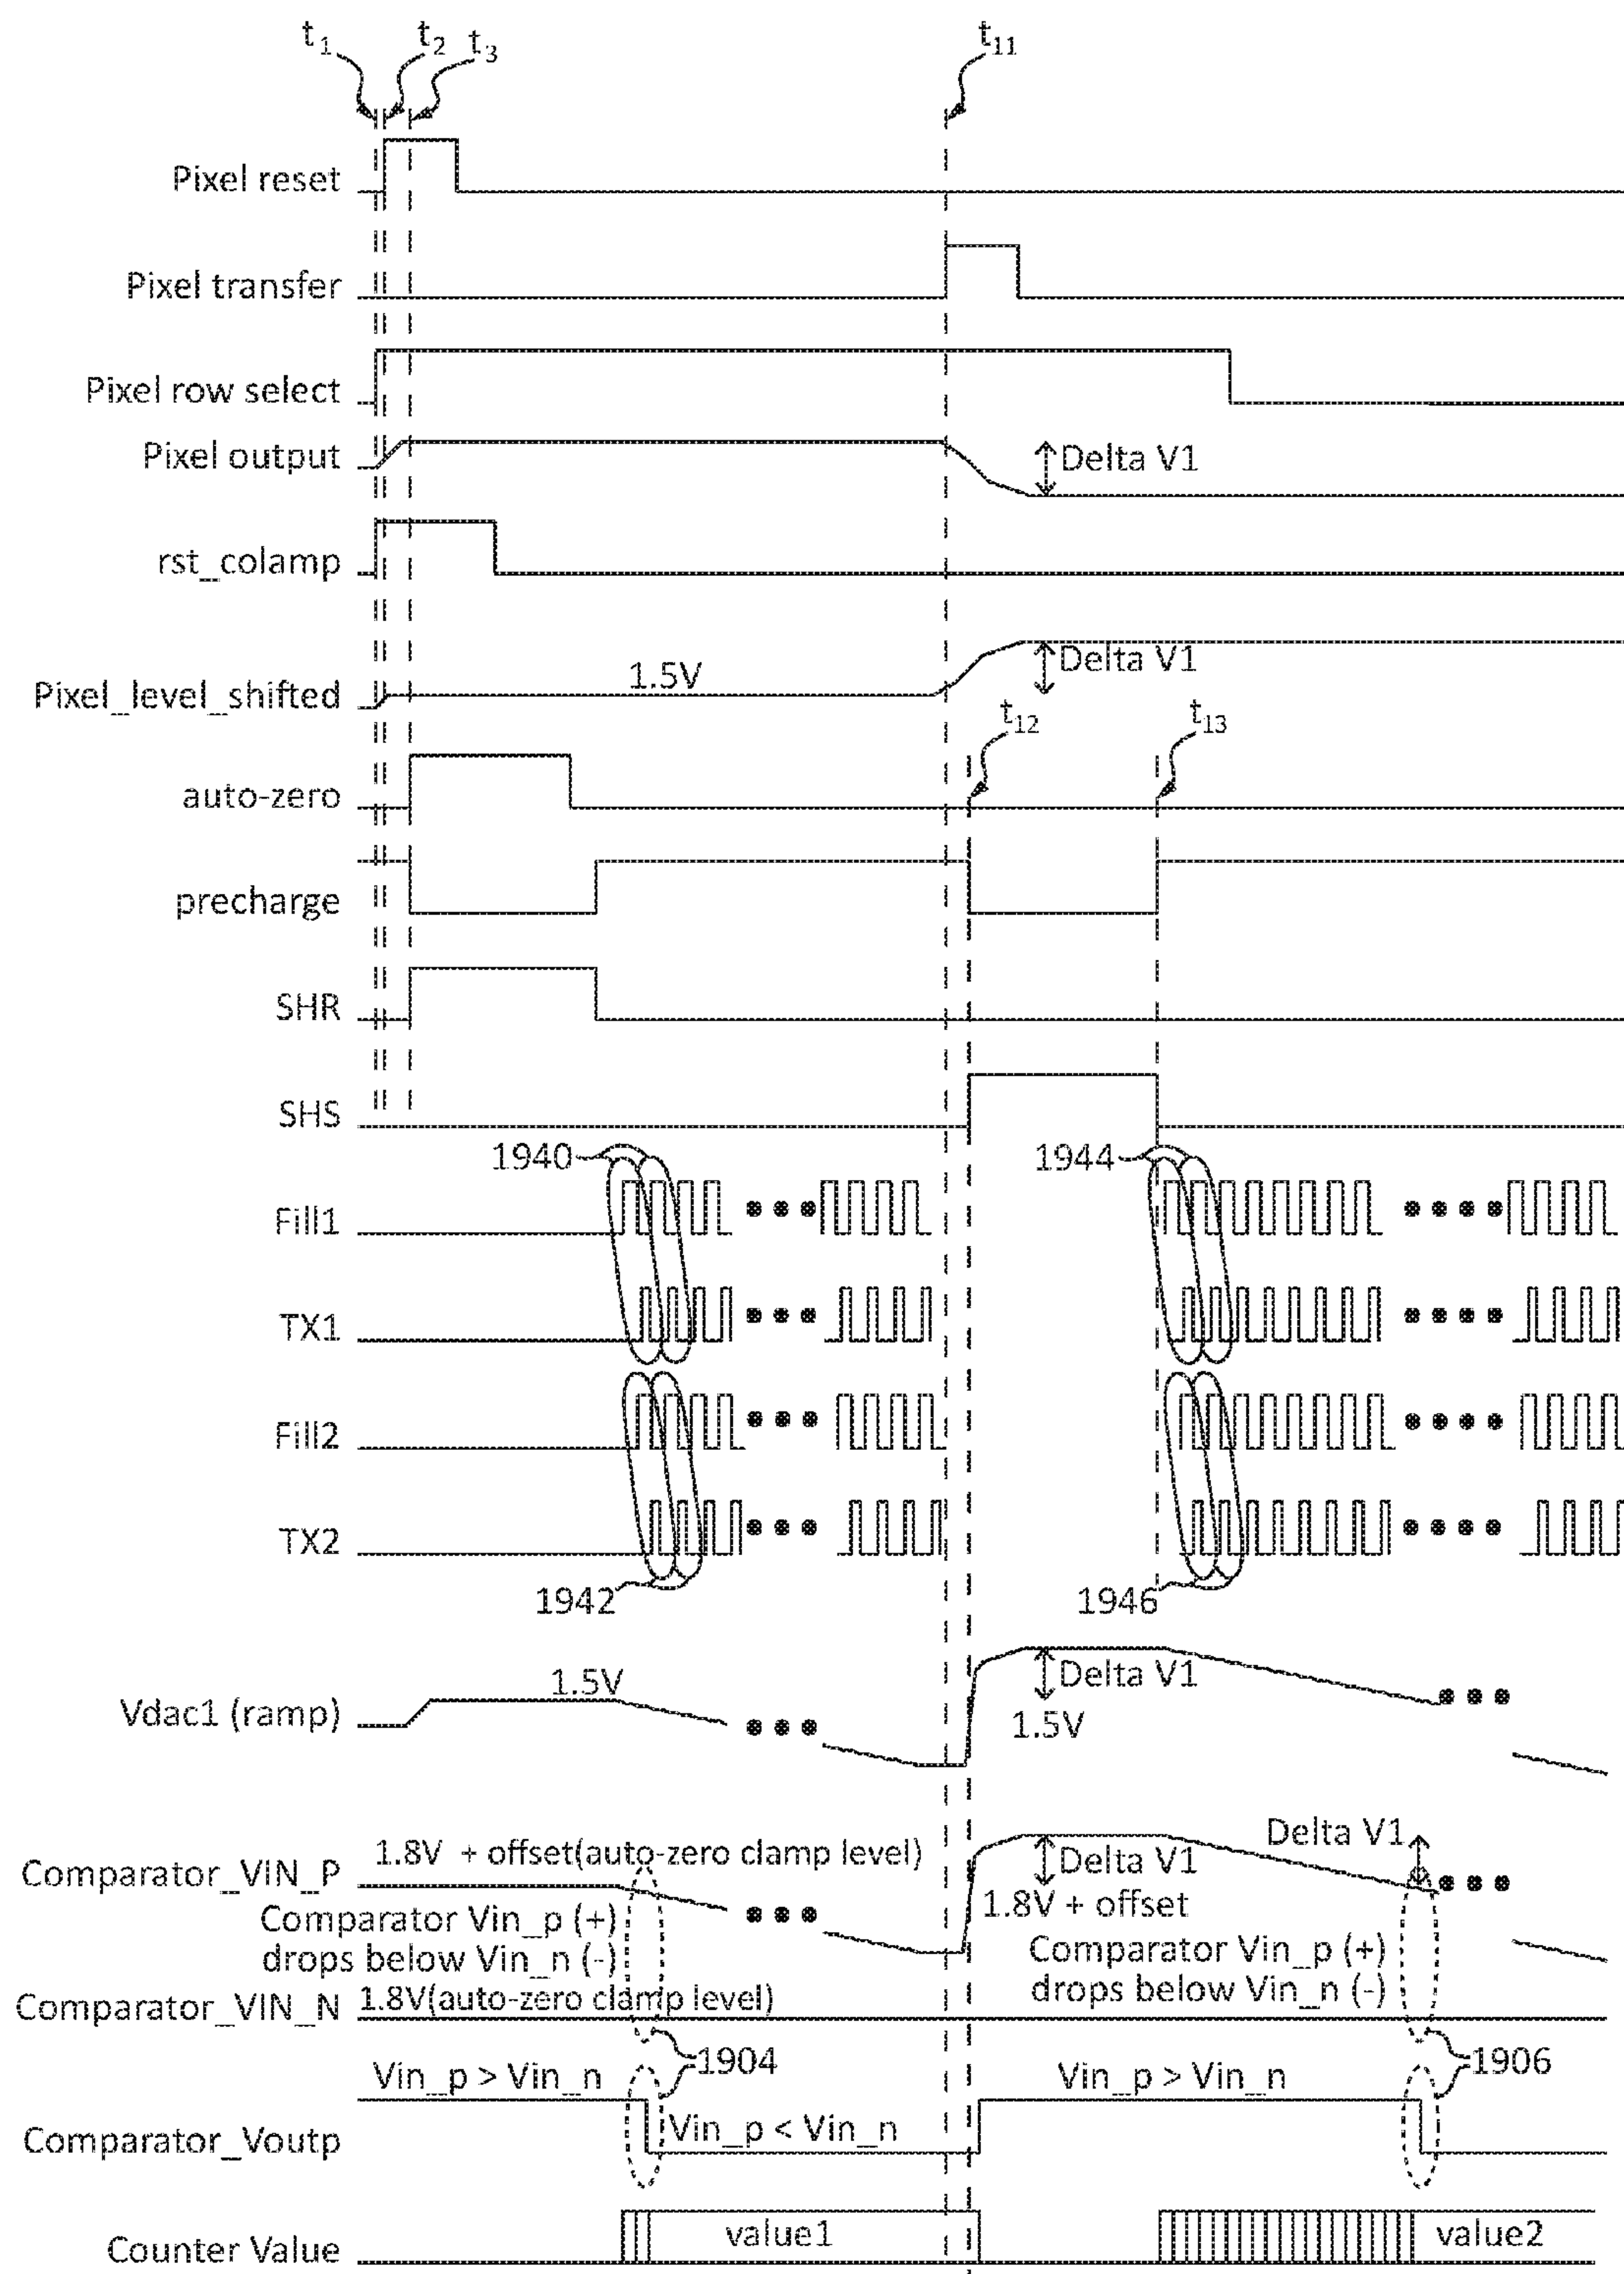 t1 t2 t3 t11
Pixel reset
Pixel transfer
Pixel row select
Pixel output
Delta V1
rst_colamp
Pixel_level_shifted
1.5V
Delta V1
t12 t13
auto-zero
precharge
SHR
SHS
1940 1944
Fill1
TX1
Fill2
TX2
1942 1946
Vdac1 (ramp)
1.5V
Delta V1
1.5V
Comparator_VIN_P
1.8V + offset(auto-zero clamp level)
Delta V1
Delta V1
1.8V + offset
Comparator Vin_p (+)
drops below Vin_n (-)
Comparator Vin_p (+)
drops below Vin_n (-)
Comparator_VIN_N
1.8V(auto-zero clamp level)
1904 1906
Vin_p > Vin_n
Vin_p > Vin_n
Comparator_Voutp
Vin_p < Vin_n
Counter Value
value1
value2